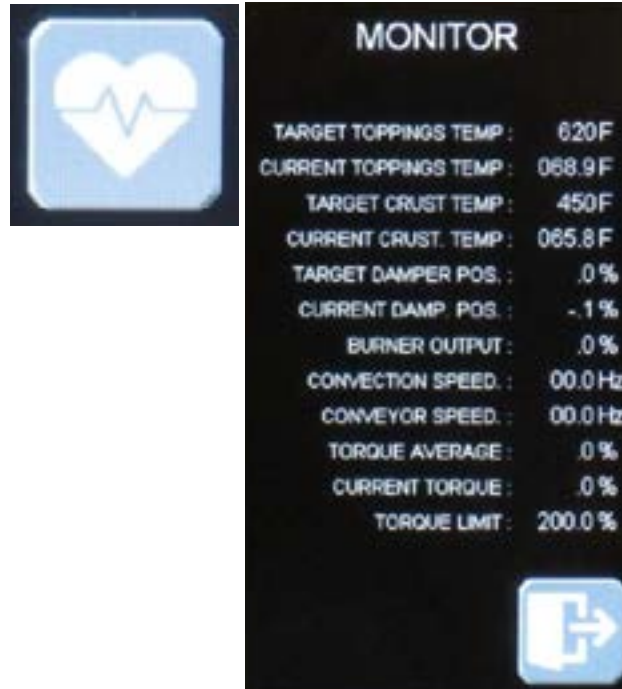 MONITOR
TARGET TOPPINGS TEMP : 620F
CURRENT TOPPINGS TEMP : 068.9 F
TARGET CRUST TEMP : 450F
CURRENT CRUST. TEMP : 065.8 F
TARGET DAMPER POS. : .0 %
CURRENT DAMP. POS. : -.1 %
BURNER OUTPUT : .0 %
CONVECTION SPEED. : 00.0 Hz
CONVEYOR SPEED. : 00.0 Hz
TORQUE AVERAGE : .0 %
CURRENT TORQUE : .0 %
TORQUE LIMIT : 200.0 %